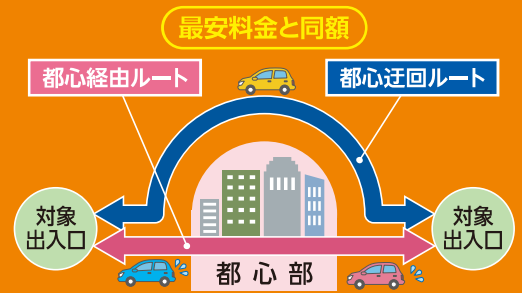 最安料金と同額
都心経由ルート
都心迂回ルート
対象
出入口
対象
出入口
都心部